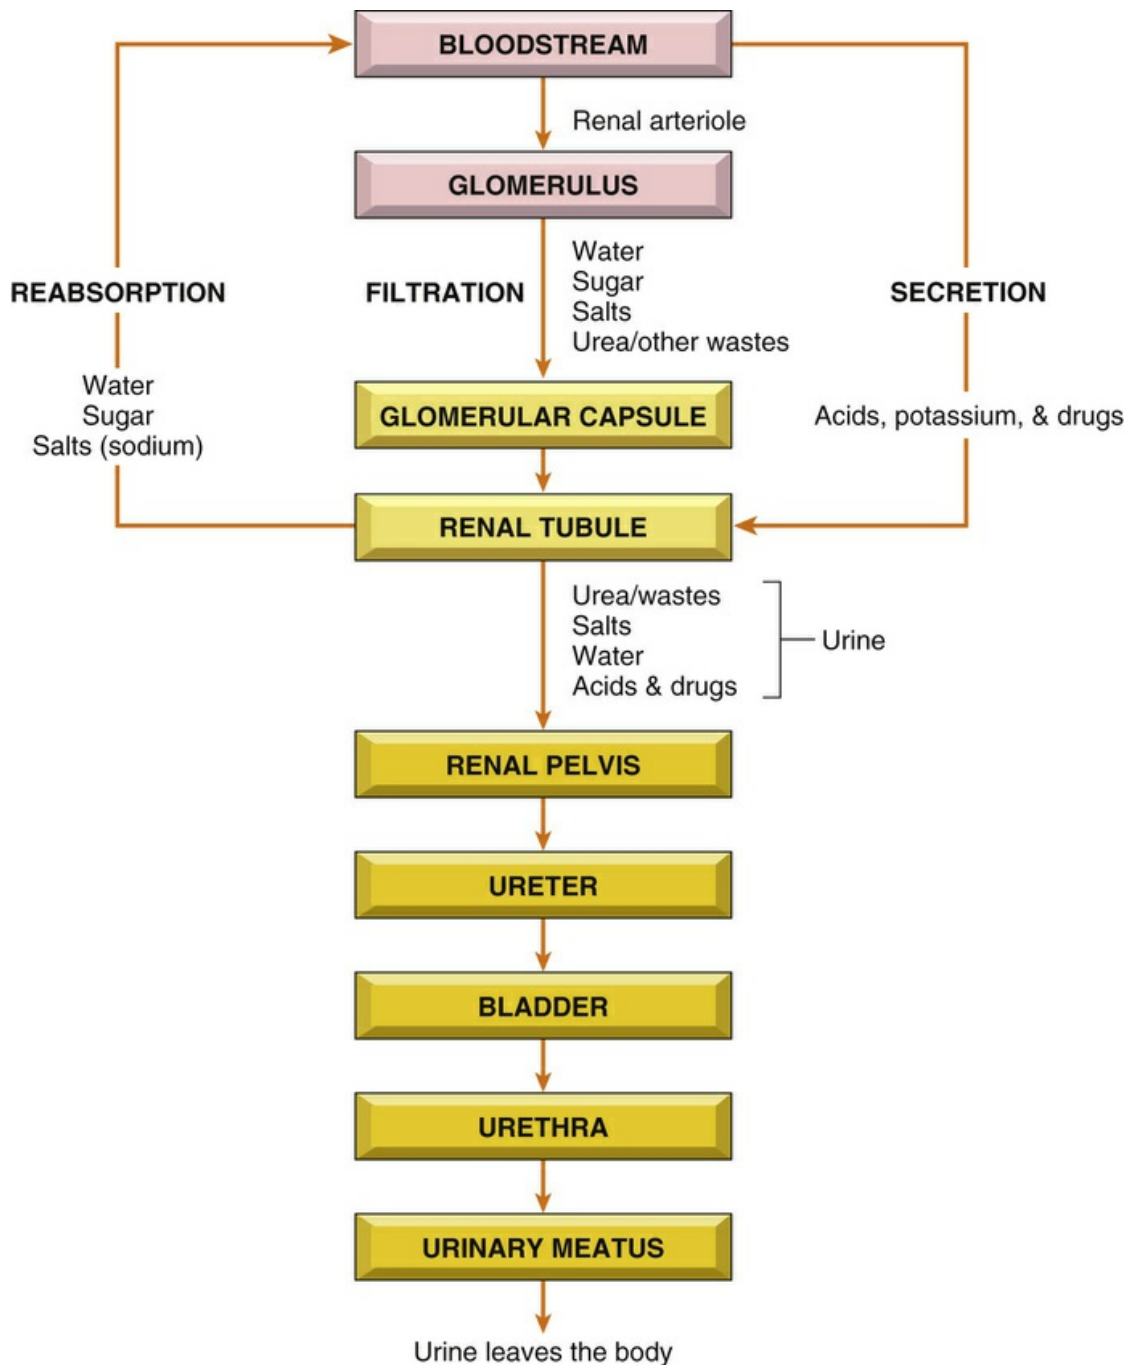 BLOODSTREAM
Renal arteriole
GLOMERULUS
Water
Sugar
Salts
Urea/other wastes
REABSORPTION
FILTRATION
SECRETION
Water
Sugar
Salts (sodium)
GLOMERULAR CAPSULE
Acids, potassium, & drugs
RENAL TUBULE
Urea/wastes
Salts
Water
Acids & drugs
Urine
RENAL PELVIS
URETER
BLADDER
URETHRA
URINARY MEATUS
Urine leaves the body